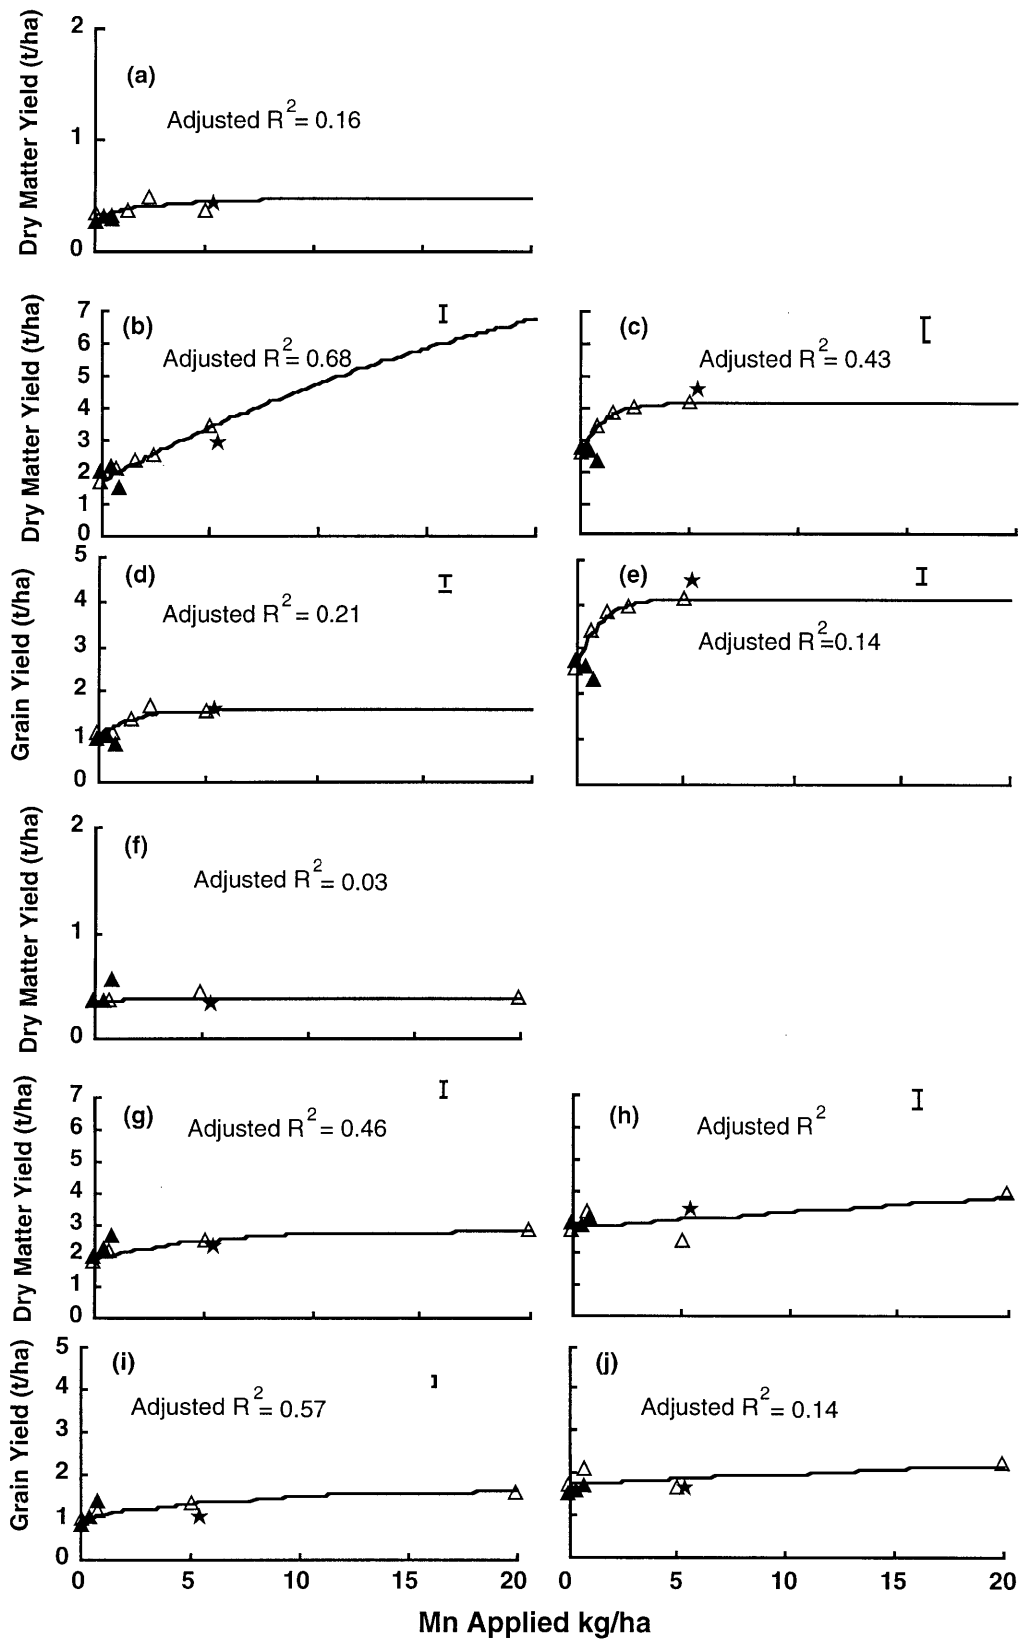 2
(a)
Adjusted R2= 0.16
1
0
Dry Matter Yield (t/ha)
7
6
5
4
3
2
1
0
(b)
Adjusted R2= 0.68
Dry Matter Yield (t/ha)
(c)
Adjusted R2= 0.43
5
4
3
2
1
0
(d)
Adjusted R2= 0.21
Grain Yield (t/ha)
(e)
Adjusted R2=0.14
2
1
0
(f)
Adjusted R2= 0.03
Dry Matter Yield (t/ha)
7
6
5
4
3
2
1
0
(g)
Adjusted R2= 0.46
Dry Matter Yield (t/ha)
(h)
Adjusted R2
5
4
3
2
1
0
(i)
Adjusted R2= 0.57
Grain Yield (t/ha)
(j)
Adjusted R2= 0.14
0 5 10 15 20
0 5 10 15 20
Mn Applied kg/ha